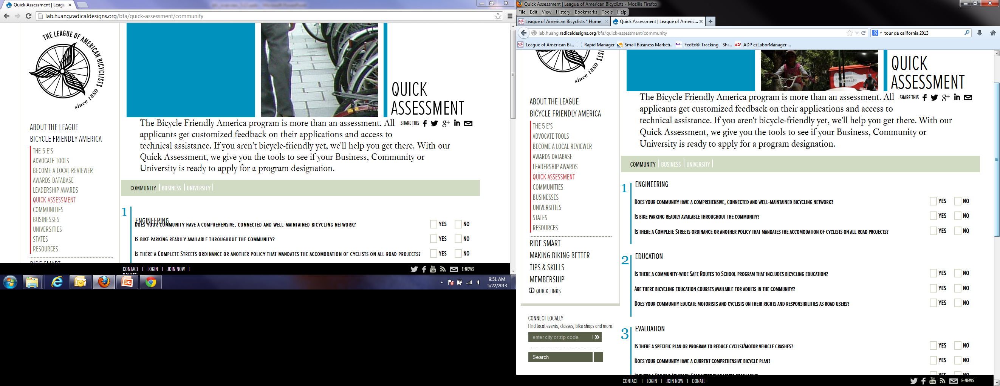 Quick Assessment | Leagu
lab.huang.radicaldesigns.org/bfa/quick-assessment/community
THE LEAGUE OF AMERICAN BICYCLISTS
since 1880
QUICK
ASSESSMENT
ABOUT THE LEAGUE
BICYCLE FRIENDLY AMERICA
THE 5 E'S
ADVOCATE TOOLS
BECOME A LOCAL REVIEWER
AWARDS DATABASE
LEADERSHIP AWARDS
QUICK ASSESSMENT
COMMUNITIES
BUSINESSES
UNIVERSITIES
STATES
RESOURCES
RIDE SMART
The Bicycle Friendly America program is more than an assessment. All
SHARE THIS
applicants get customized feedback on their applications and access to
technical assistance. If you aren't bicycle-friendly yet, we'll help you get there. With our
Quick Assessment, we give you the tools to see if your Business, Community or
University is ready to apply for a program designation.
COMMUNITY | BUSINESS | UNIVERSITY |
1 ENGINEERING
Does your community have a comprehensive, connected and well-maintained bicycling network? YES NO
Is bike parking readily available throughout the community? YES NO
Is there a Complete Streets ordinance or another policy that mandates the accomodation of cyclists on all road projects? YES NO
CONTACT | LOGIN | JOIN NOW |
DONATE
You Tube E-NEWS
9:51 AM
5/22/2013
Quick Assessment | League of American Bicyclists - Mozilla Firefox
File Edit View History Bookmarks Tools Help
League of American Bicyclists * Home
Quick Assessment | League of Americ...
lab.huang.radicaldesigns.org/bfa/quick-assessment/community
tour de california 2013
League of American Bi... Rapid Manager Small Business Marketi... FedEx FedEx® Tracking - Shi... ADP ADP ezLaborManager ...
since 1880
QUICK
ASSESSMENT
ABOUT THE LEAGUE
BICYCLE FRIENDLY AMERICA
THE 5 E'S
ADVOCATE TOOLS
BECOME A LOCAL REVIEWER
AWARDS DATABASE
LEADERSHIP AWARDS
QUICK ASSESSMENT
COMMUNITIES
BUSINESSES
UNIVERSITIES
STATES
RESOURCES
RIDE SMART
MAKING BIKING BETTER
TIPS & SKILLS
MEMBERSHIP
QUICK LINKS
CONNECT LOCALLY
Find local events, classes, bike shops and more.
enter city or zip code
Search
The Bicycle Friendly America program is more than an assessment. All
SHARE THIS
applicants get customized feedback on their applications and access to
technical assistance. If you aren't bicycle-friendly yet, we'll help you get there. With our
Quick Assessment, we give you the tools to see if your Business, Community or
University is ready to apply for a program designation.
COMMUNITY | BUSINESS | UNIVERSITY |
1 ENGINEERING
Does your community have a comprehensive, connected and well-maintained bicycling network? YES NO
Is bike parking readily available throughout the community? YES NO
Is there a Complete Streets ordinance or another policy that mandates the accomodation of cyclists on all road projects? YES NO
2 EDUCATION
Is there a community-wide Safe Routes to School program that includes bicycling education? YES NO
Are there bicycling education courses available for adults in the community? YES NO
Does your community educate motorists and cyclists on their rights and responsibilities as road users? YES NO
3 EVALUATION
Is there a specific plan or program to reduce cyclist/motor vehicle crashes? YES NO
Does your community have a current comprehensive bicycle plan? YES NO
YES NO
CONTACT | LOGIN | JOIN NOW | DONATE
You Tube E-NEWS